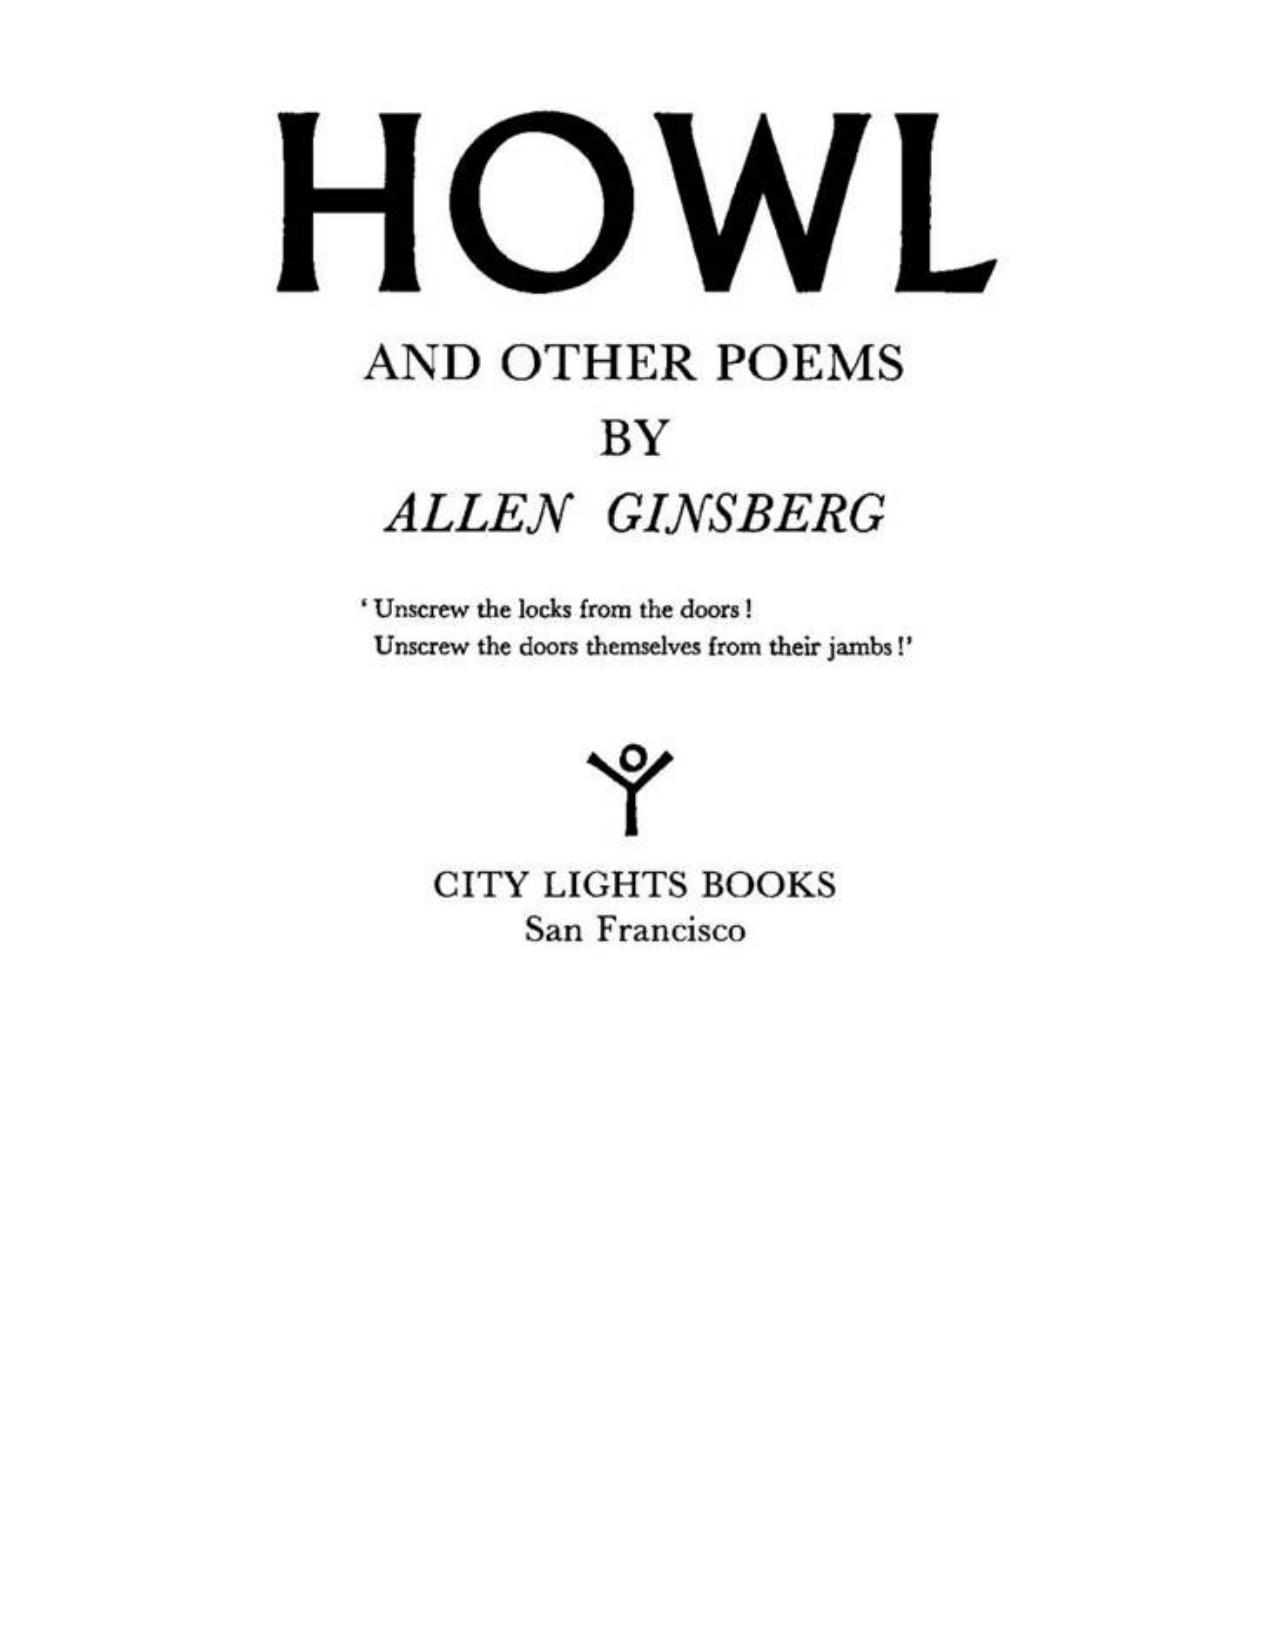 HOWL
AND OTHER POEMS
BY
ALLEN GINSBERG
‘ Unscrew the locks from the doors !
Unscrew the doors themselves from their jambs !’
CITY LIGHTS BOOKS
San Francisco